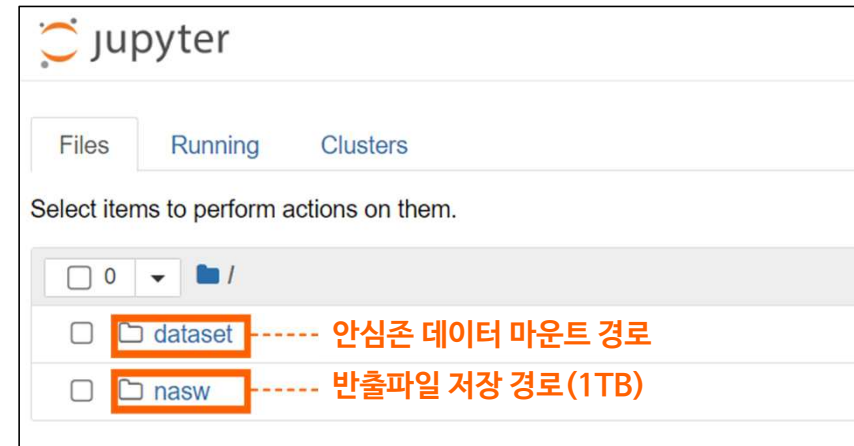 jupyter
Files Running Clusters
Select items to perform actions on them.
0 /
dataset ------ 안심존 데이터 마운트 경로
nasw ------ 반출파일 저장 경로(1TB)